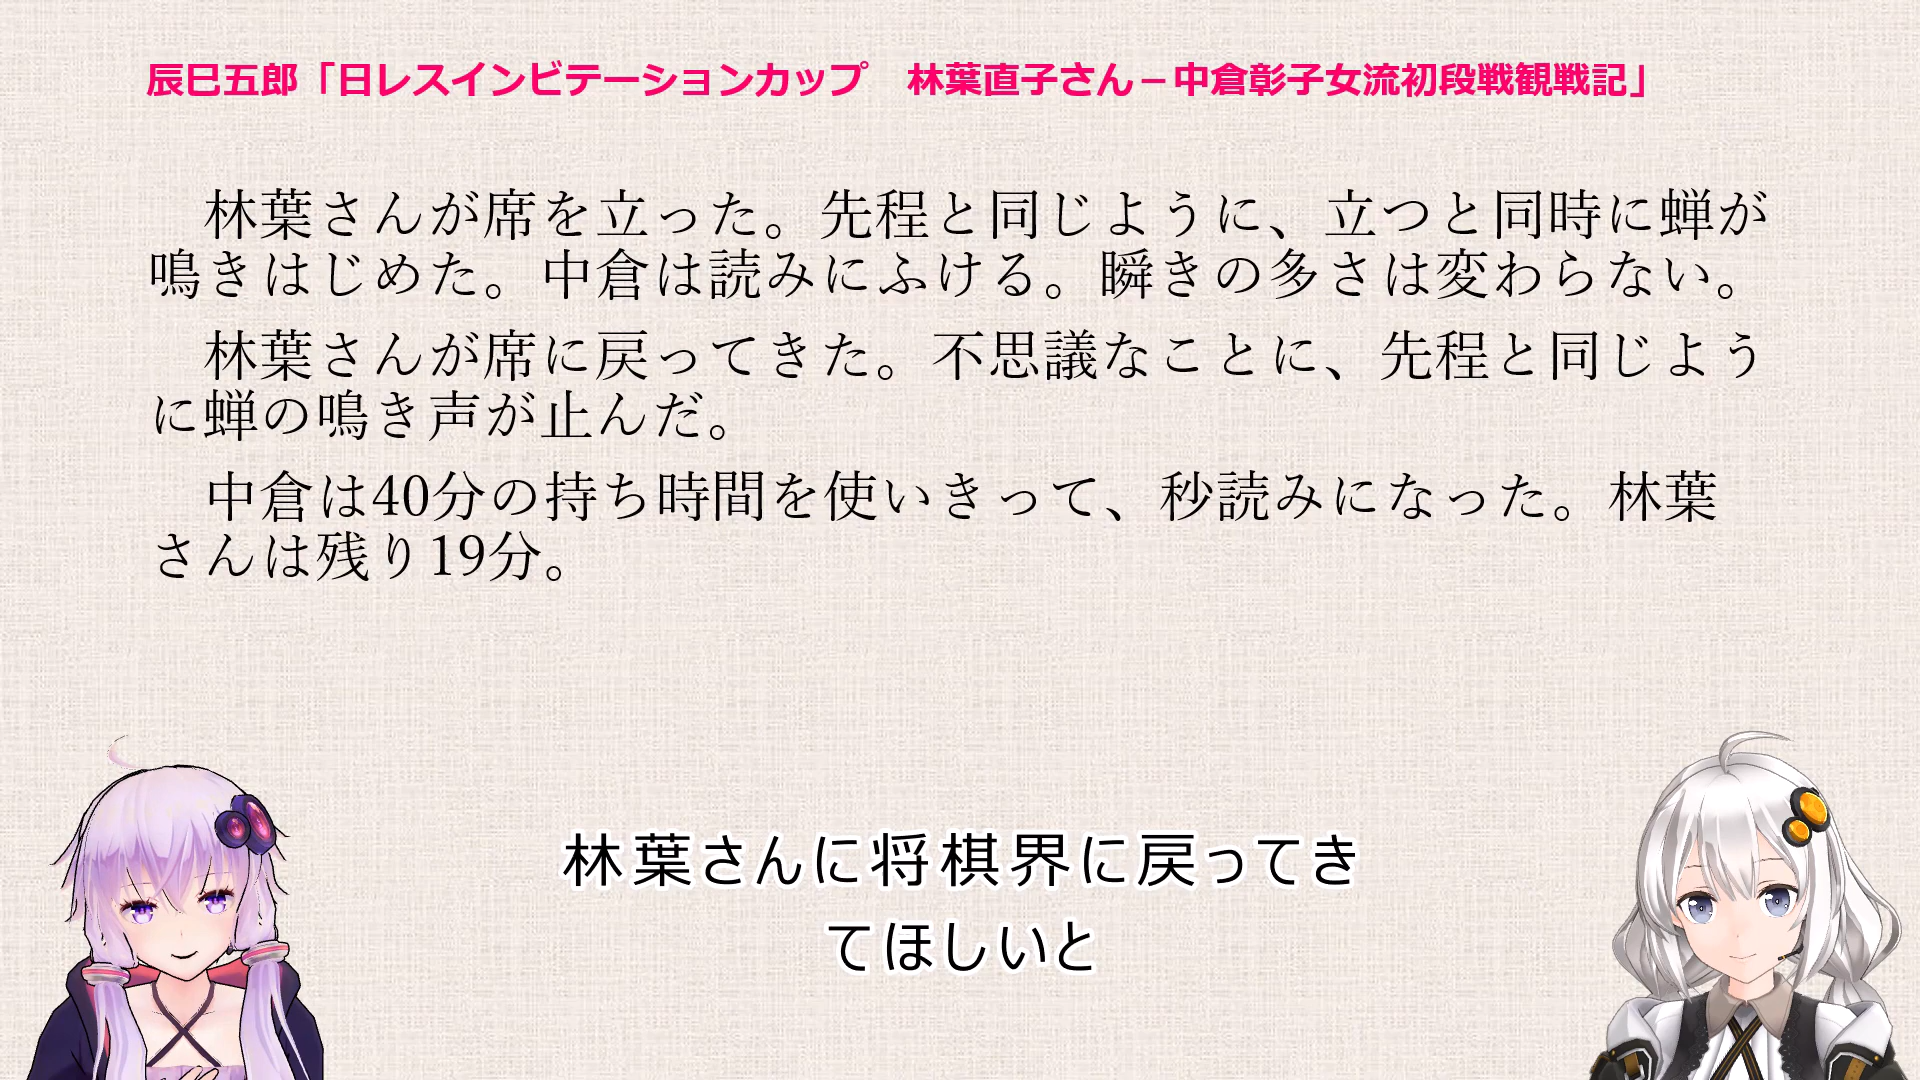 辰巳五郎「日レスインビテーションカップ　林葉直子さん－中倉彰子女流初段戦観戦記」
林葉さんが席を立った。先程と同じように、立つと同時に蝉が
鳴きはじめた。中倉は読みにふける。瞬きの多さは変わらない。
林葉さんが席に戻ってきた。不思議なことに、先程と同じよう
に蝉の鳴き声が止んだ。
中倉は40分の持ち時間を使いきって、秒読みになった。林葉
さんは残り19分。
林葉さんに将棋界に戻ってき
てほしいと